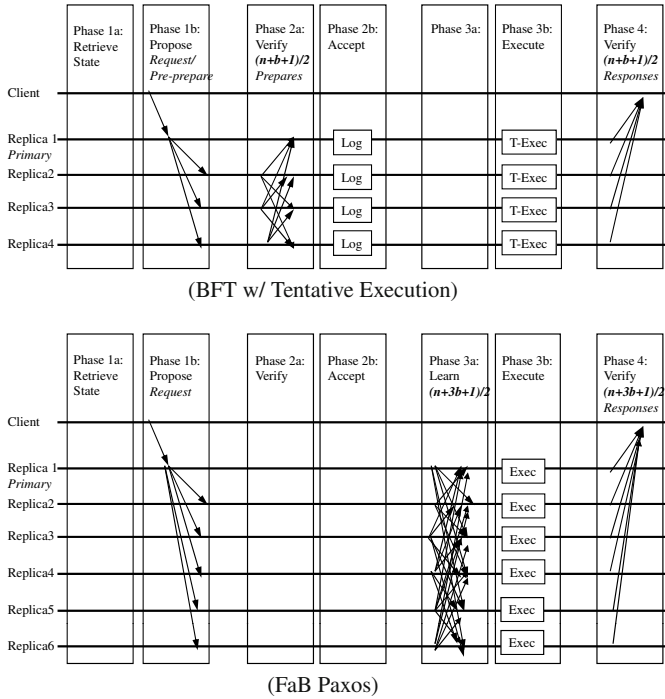 Phase 1a:
Retrieve
State
Phase 1b:
Propose
Request/
Pre-prepare
Phase 2a:
Verify
(n+b+1)/2
Prepares
Phase 2b:
Accept
Phase 3a:
Phase 3b:
Execute
Phase 4:
Verify
(n+b+1)/2
Responses
Client
Replica 1
Primary
Log
T-Exec
Replica2
Log
T-Exec
Replica3
Log
T-Exec
Replica4
Log
T-Exec
(BFT w/ Tentative Execution)
Phase 1a:
Retrieve
State
Phase 1b:
Propose
Request
Phase 2a:
Verify
Phase 2b:
Accept
Phase 3a:
Learn
(n+3b+1)/2
Phase 3b:
Execute
Phase 4:
Verify
(n+3b+1)/2
Responses
Client
Replica 1
Primary
Exec
Replica2
Exec
Replica3
Exec
Replica4
Exec
Replica5
Exec
Replica6
Exec
(FaB Paxos)